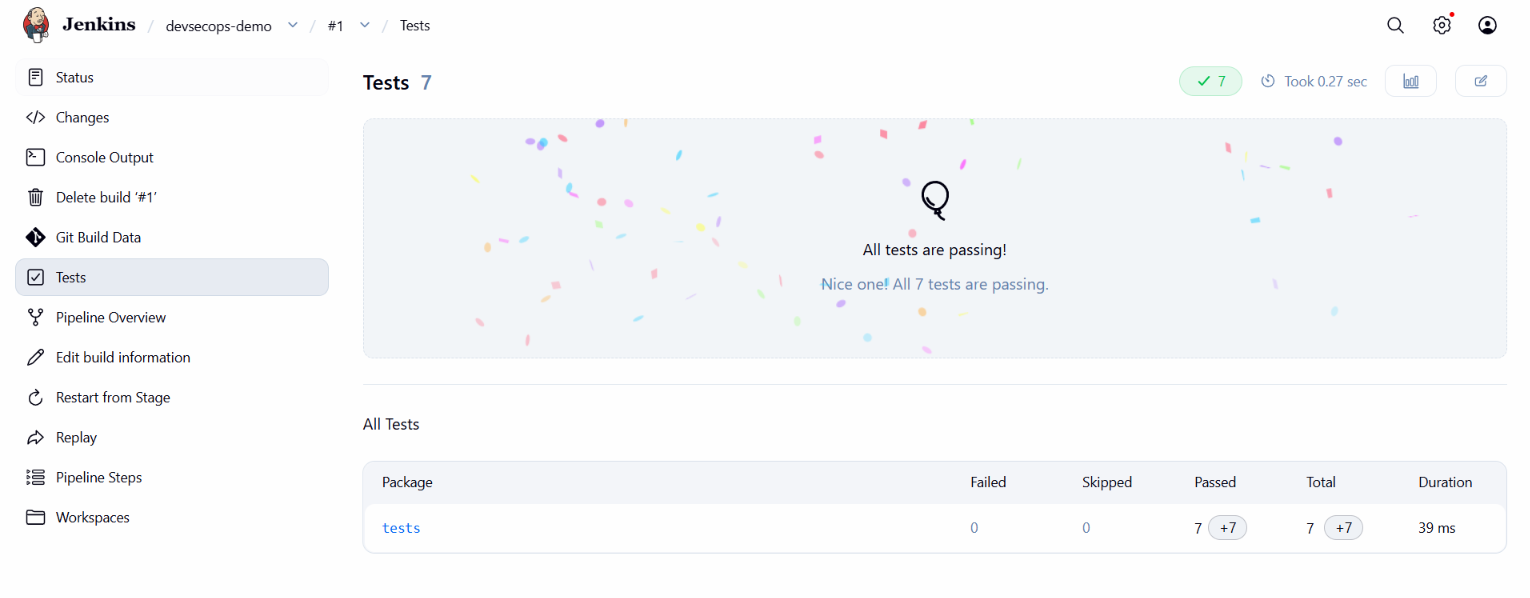 Jenkins / devsecops-demo / #1 / Tests
Status
Changes
Console Output
Delete build ‘#1’
Git Build Data
Tests
Pipeline Overview
Edit build information
Restart from Stage
Replay
Pipeline Steps
Workspaces
Tests 7
7 Took 0.27 sec
All tests are passing!
Nice one! All 7 tests are passing.
All Tests
Package Failed Skipped Passed Total Duration
tests 0 0 7 +7 7 +7 39 ms